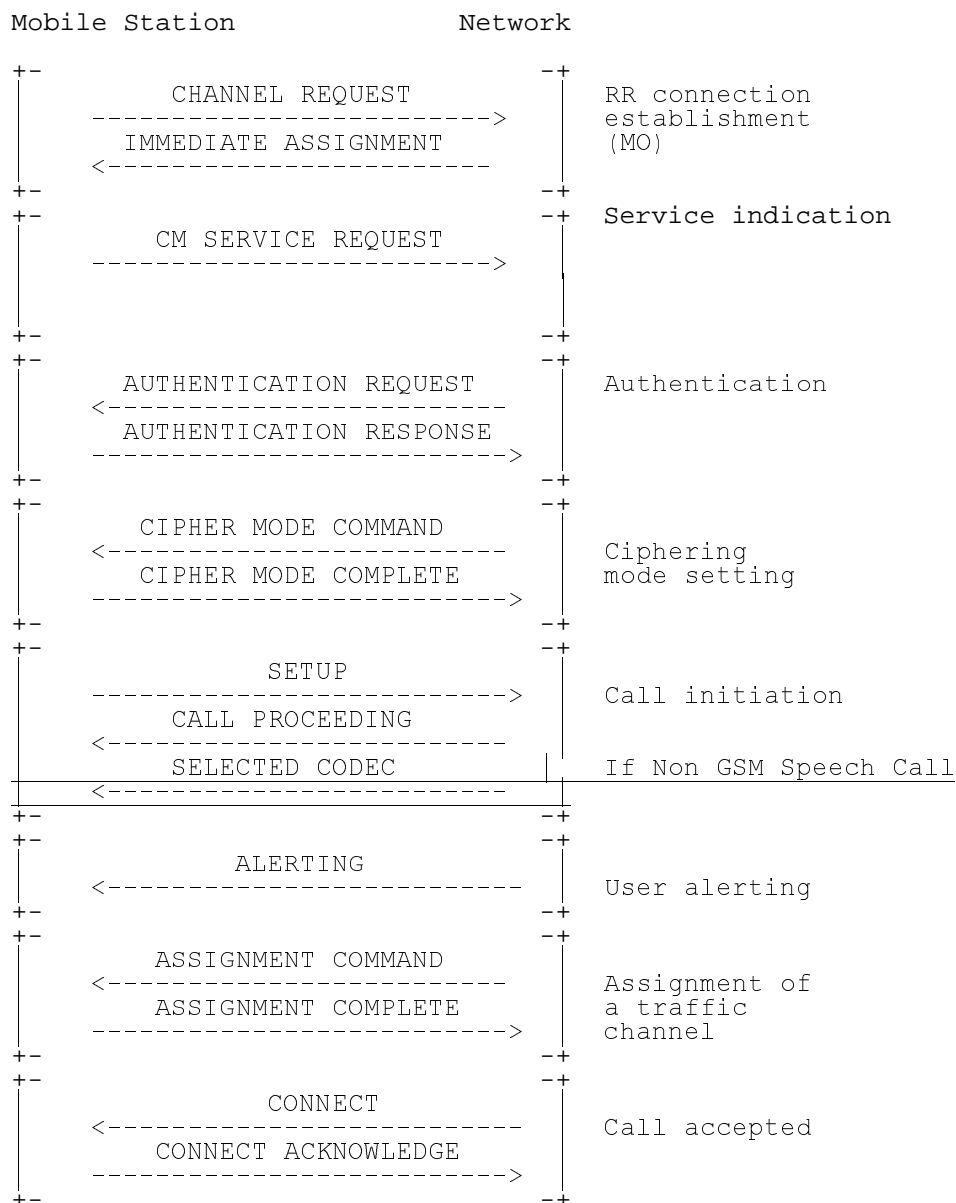 Mobile Station Network
CHANNEL REQUEST RR connection
establishment
IMMEDIATE ASSIGNMENT (MO)
Service indication
CM SERVICE REQUEST
AUTHENTICATION REQUEST Authentication
AUTHENTICATION RESPONSE
CIPHER MODE COMMAND
Ciphering
CIPHER MODE COMPLETE mode setting
SETUP
Call initiation
CALL PROCEEDING
SELECTED CODEC If Non GSM Speech Call
ALERTING
User alerting
ASSIGNMENT COMMAND
Assignment of
ASSIGNMENT COMPLETE a traffic
channel
CONNECT
Call accepted
CONNECT ACKNOWLEDGE